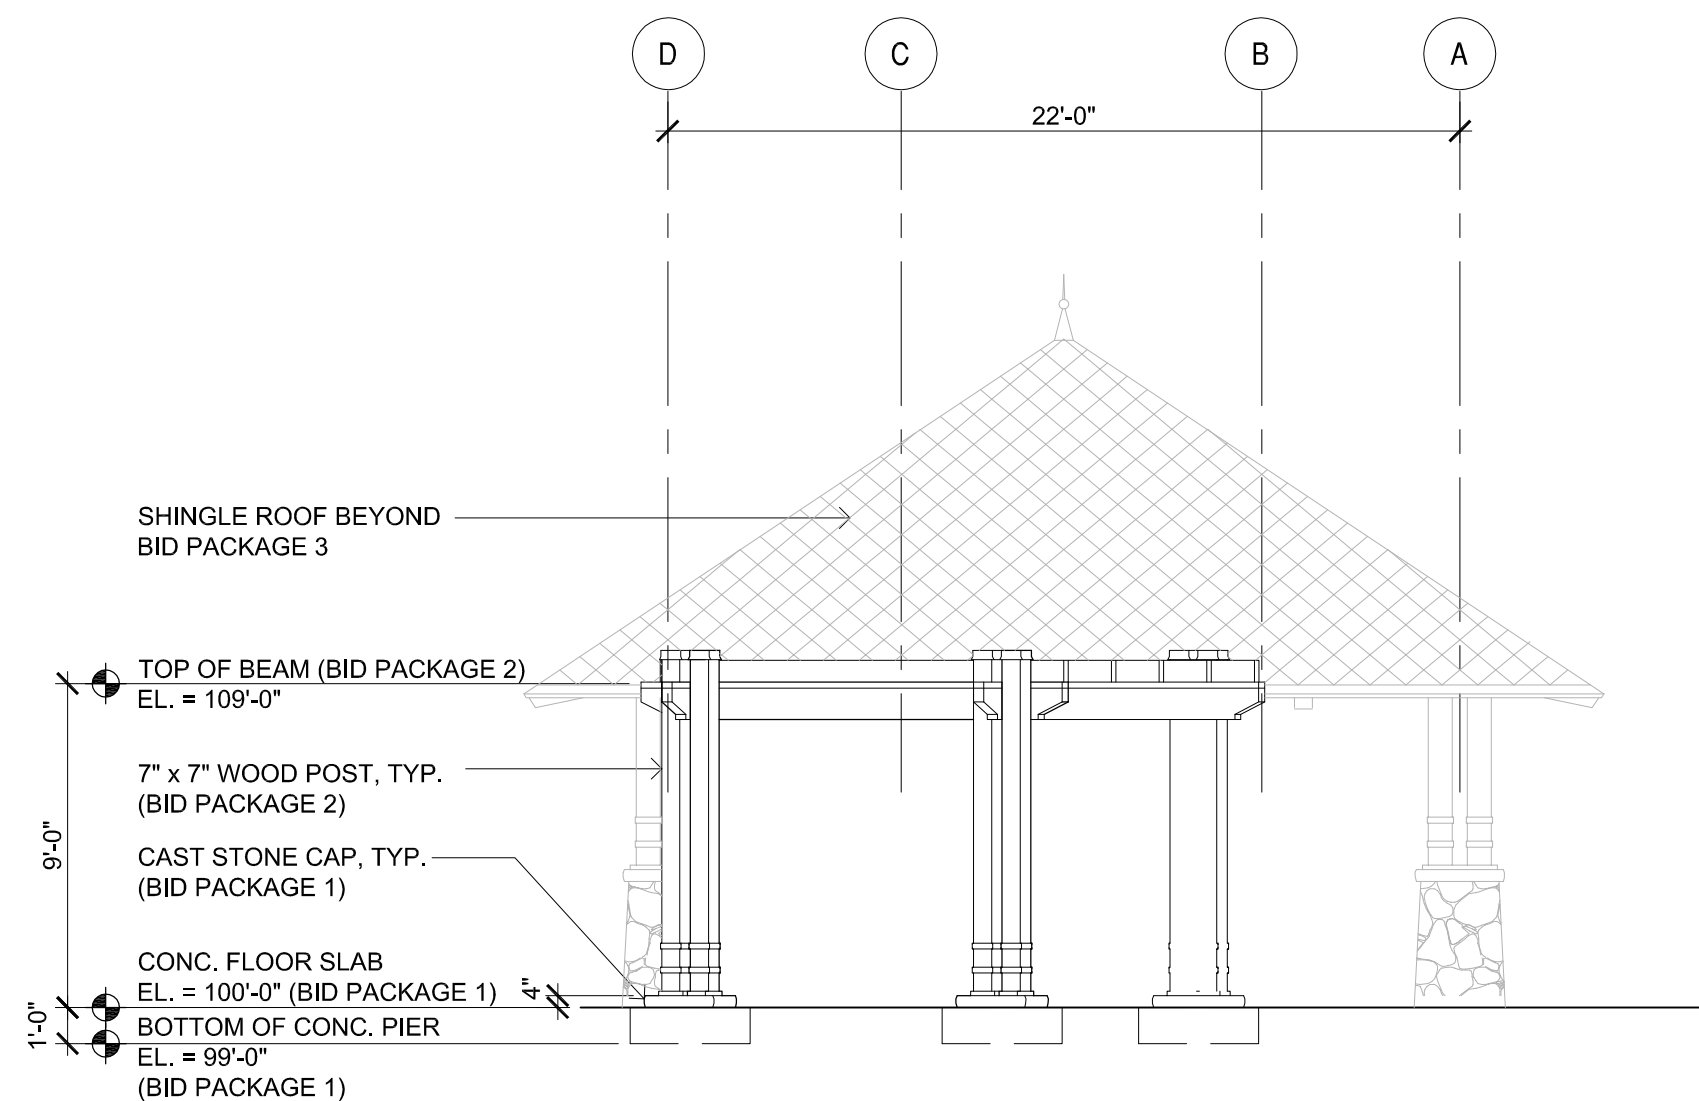 D
C
B
A
22'-0"
SHINGLE ROOF BEYOND
BID PACKAGE 3
TOP OF BEAM (BID PACKAGE 2)
EL. = 109'-0"
7" x 7" WOOD POST, TYP.
(BID PACKAGE 2)
9'-0"
CAST STONE CAP, TYP.
(BID PACKAGE 1)
CONC. FLOOR SLAB
EL. = 100'-0" (BID PACKAGE 1)
4"
1'-0"
BOTTOM OF CONC. PIER
EL. = 99'-0"
(BID PACKAGE 1)